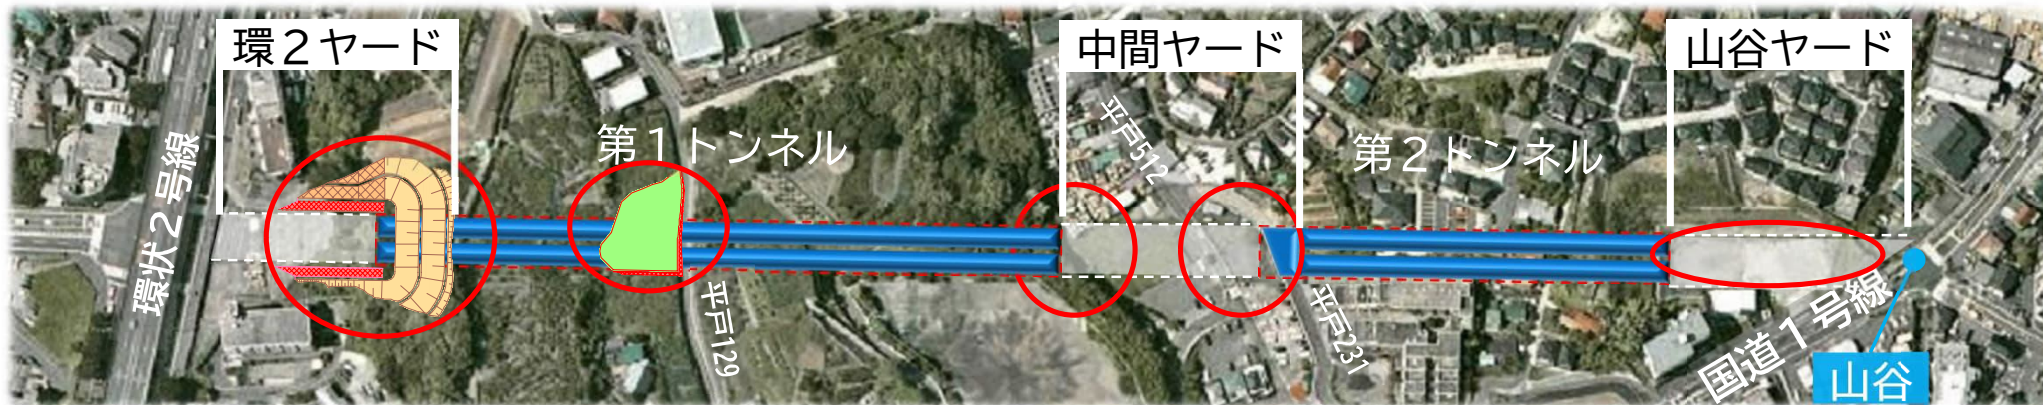 環２ヤード
中間ヤード
山谷ヤード
環状２号線
第１トンネル
平戸512
第２トンネル
平戸129
平戸231
国道１号線
山谷